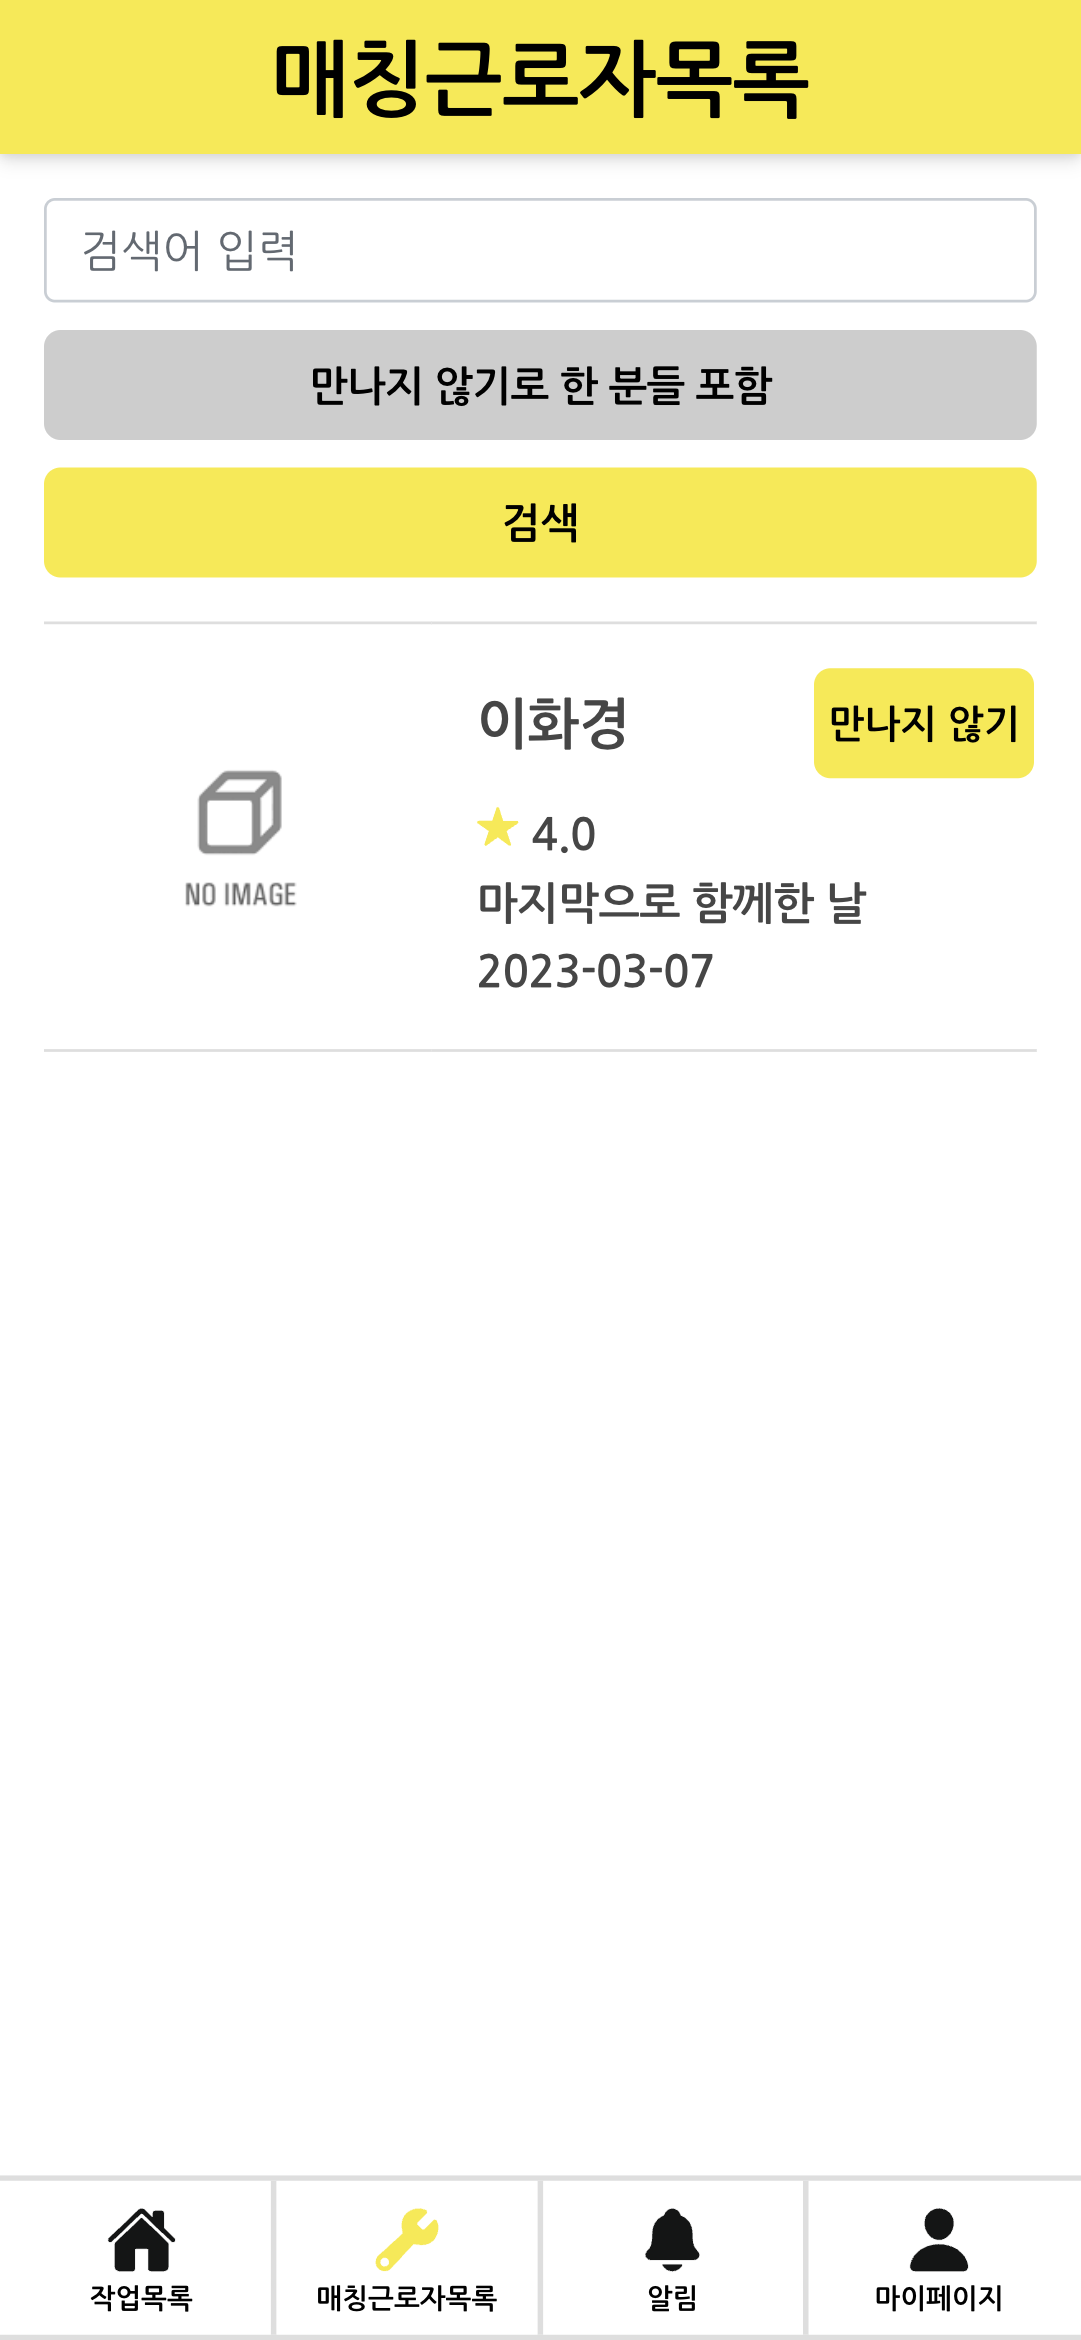 매칭근로자목록
검색어 입력
만나지 않기로 한 분들 포함
검색
이화경
만나지 않기
4.0
NO IMAGE
마지막으로 함께한 날
2023-03-07
작업목록
매칭근로자목록
알림
마이페이지